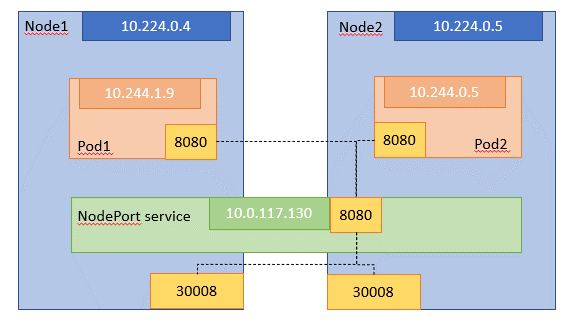 Node1
10.224.0.4
Node2
10.224.0.5
10.244.1.9
10.244.0.5
8080
Pod1
8080
Pod2
NodePort service
10.0.117.130
8080
30008
30008